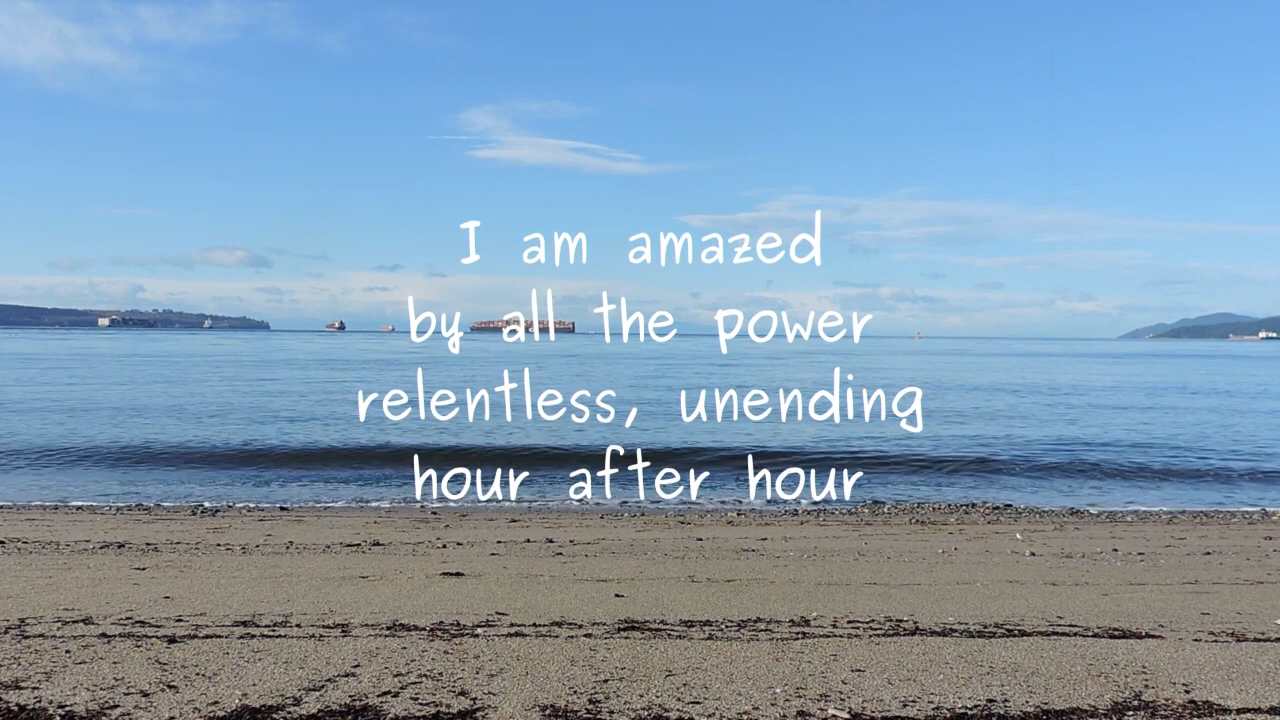 I am amazed
by all the power
relentless, unending
hour after hour